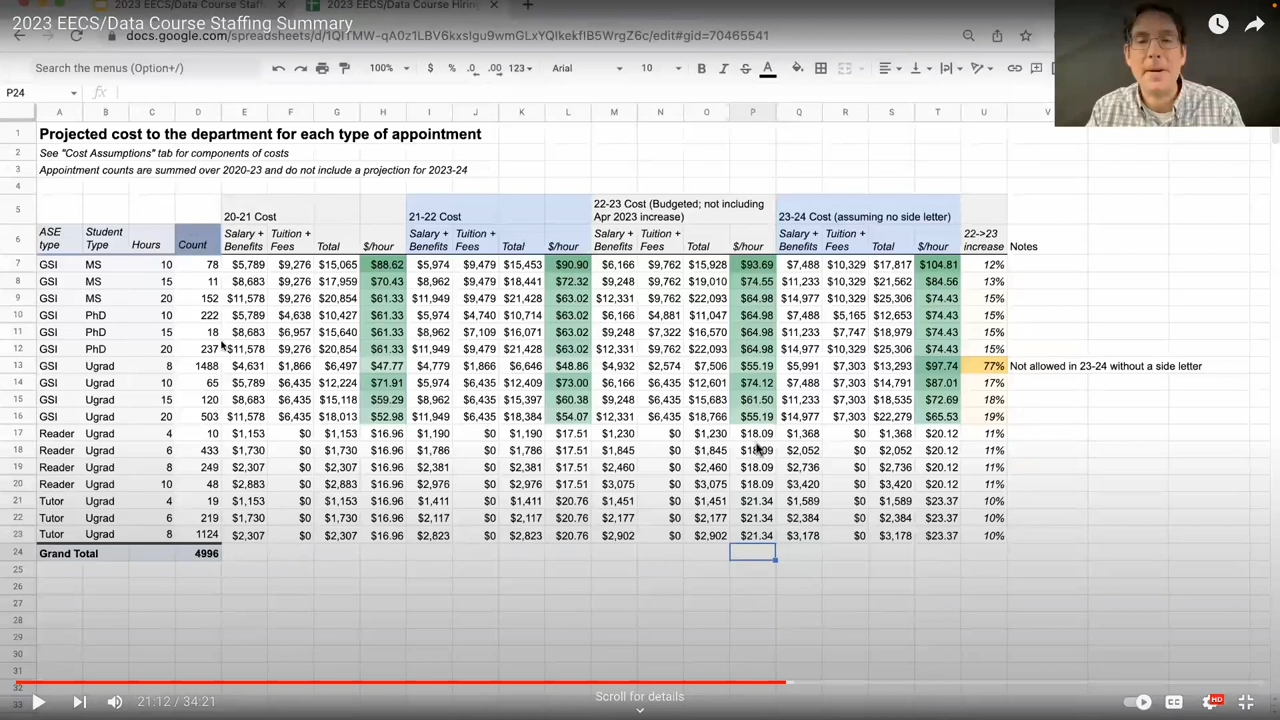 2023 EECS/Data Course Staffing Summary
2023 EECS/Data Course Staffin
EECS/Data Course Hirin
docs.google.com/spreadsheets/d/
edit#gid=70465541
Search the menus (Option+/)
100% $ % .0 .00 123 Arial 10 B I S A
P24 fx
A B C D E F G H I J K L M N O P Q R S T U V
1 Projected cost to the department for each type of appointment
2 See "Cost Assumptions" tab for components of costs
3 Appointment counts are summed over 2020-23 and do not include a projection for 2023-24
4
5 20-21 Cost 21-22 Cost 22-23 Cost (Budgeted; not including Apr 2023 increase) 23-24 Cost (assuming no side letter)
6 ASE type Student Type Hours Count Salary + Benefits Tuition + Fees Total $/hour Salary + Benefits Tuition + Fees Total $/hour Salary + Benefits Tuition + Fees Total $/hour Salary + Benefits Tuition + Fees Total $/hour 22->23 increase Notes
7 GSI MS 10 78 $5,789 $9,276 $15,065 $88.62 $5,974 $9,479 $15,453 $90.90 $6,166 $9,762 $15,928 $93.69 $7,488 $10,329 $17,817 $104.81 12%
8 GSI MS 15 11 $8,683 $9,276 $17,959 $70.43 $8,962 $9,479 $18,441 $72.32 $9,248 $9,762 $19,010 $74.55 $11,233 $10,329 $21,562 $84.56 13%
9 GSI MS 20 152 $11,578 $9,276 $20,854 $61.33 $11,949 $9,479 $21,428 $63.02 $12,331 $9,762 $22,093 $64.98 $14,977 $10,329 $25,306 $74.43 15%
10 GSI PhD 10 222 $5,789 $4,638 $10,427 $61.33 $5,974 $4,740 $10,714 $63.02 $6,166 $4,881 $11,047 $64.98 $7,488 $5,165 $12,653 $74.43 15%
11 GSI PhD 15 18 $8,683 $6,957 $15,640 $61.33 $8,962 $7,109 $16,071 $63.02 $9,248 $7,322 $16,570 $64.98 $11,233 $7,747 $18,979 $74.43 15%
12 GSI PhD 20 237 $11,578 $9,276 $20,854 $61.33 $11,949 $9,479 $21,428 $63.02 $12,331 $9,762 $22,093 $64.98 $14,977 $10,329 $25,306 $74.43 15%
13 GSI Ugrad 8 1488 $4,631 $1,866 $6,497 $47.77 $4,779 $1,866 $6,646 $48.86 $4,932 $2,574 $7,506 $55.19 $5,991 $7,303 $13,293 $97.74 77% Not allowed in 23-24 without a side letter
14 GSI Ugrad 10 65 $5,789 $6,435 $12,224 $71.91 $5,974 $6,435 $12,409 $73.00 $6,166 $6,435 $12,601 $74.12 $7,488 $7,303 $14,791 $87.01 17%
15 GSI Ugrad 15 120 $8,683 $6,435 $15,118 $59.29 $8,962 $6,435 $15,397 $60.38 $9,248 $6,435 $15,683 $61.50 $11,233 $7,303 $18,535 $72.69 18%
16 GSI Ugrad 20 503 $11,578 $6,435 $18,013 $52.98 $11,949 $6,435 $18,384 $54.07 $12,331 $6,435 $18,766 $55.19 $14,977 $7,303 $22,279 $65.53 19%
17 Reader Ugrad 4 10 $1,153 $0 $1,153 $16.96 $1,190 $0 $1,190 $17.51 $1,230 $0 $1,230 $18.09 $1,368 $0 $1,368 $20.12 11%
18 Reader Ugrad 6 433 $1,730 $0 $1,730 $16.96 $1,786 $0 $1,786 $17.51 $1,845 $0 $1,845 $18.09 $2,052 $0 $2,052 $20.12 11%
19 Reader Ugrad 8 249 $2,307 $0 $2,307 $16.96 $2,381 $0 $2,381 $17.51 $2,460 $0 $2,460 $18.09 $2,736 $0 $2,736 $20.12 11%
20 Reader Ugrad 10 48 $2,883 $0 $2,883 $16.96 $2,976 $0 $2,976 $17.51 $3,075 $0 $3,075 $18.09 $3,420 $0 $3,420 $20.12 11%
21 Tutor Ugrad 4 19 $1,153 $0 $1,153 $16.96 $1,411 $0 $1,411 $20.76 $1,451 $0 $1,451 $21.34 $1,589 $0 $1,589 $23.37 10%
22 Tutor Ugrad 6 219 $1,730 $0 $1,730 $16.96 $2,117 $0 $2,117 $20.76 $2,177 $0 $2,177 $21.34 $2,384 $0 $2,384 $23.37 10%
23 Tutor Ugrad 8 1124 $2,307 $0 $2,307 $16.96 $2,823 $0 $2,823 $20.76 $2,902 $0 $2,902 $21.34 $3,178 $0 $3,178 $23.37 10%
24 Grand Total 4996
25
26
27
28
29
30
31
32
33
21:12 / 34:21
Scroll for details
CC
HD